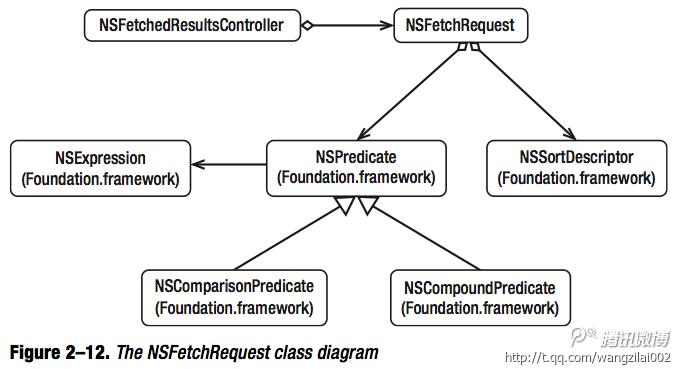 NSFetchedResultsController
NSFetchRequest
NSExpression
(Foundation.framework)
NSPredicate
(Foundation.framework)
NSSortDescriptor
(Foundation.framework)
NSComparisonPredicate
(Foundation.framework)
NSCompoundPredicate
(Foundation.framework)
Figure 2–12. The NSFetchRequest class diagram
腾讯微博
http://t.qq.com/wangzilai002